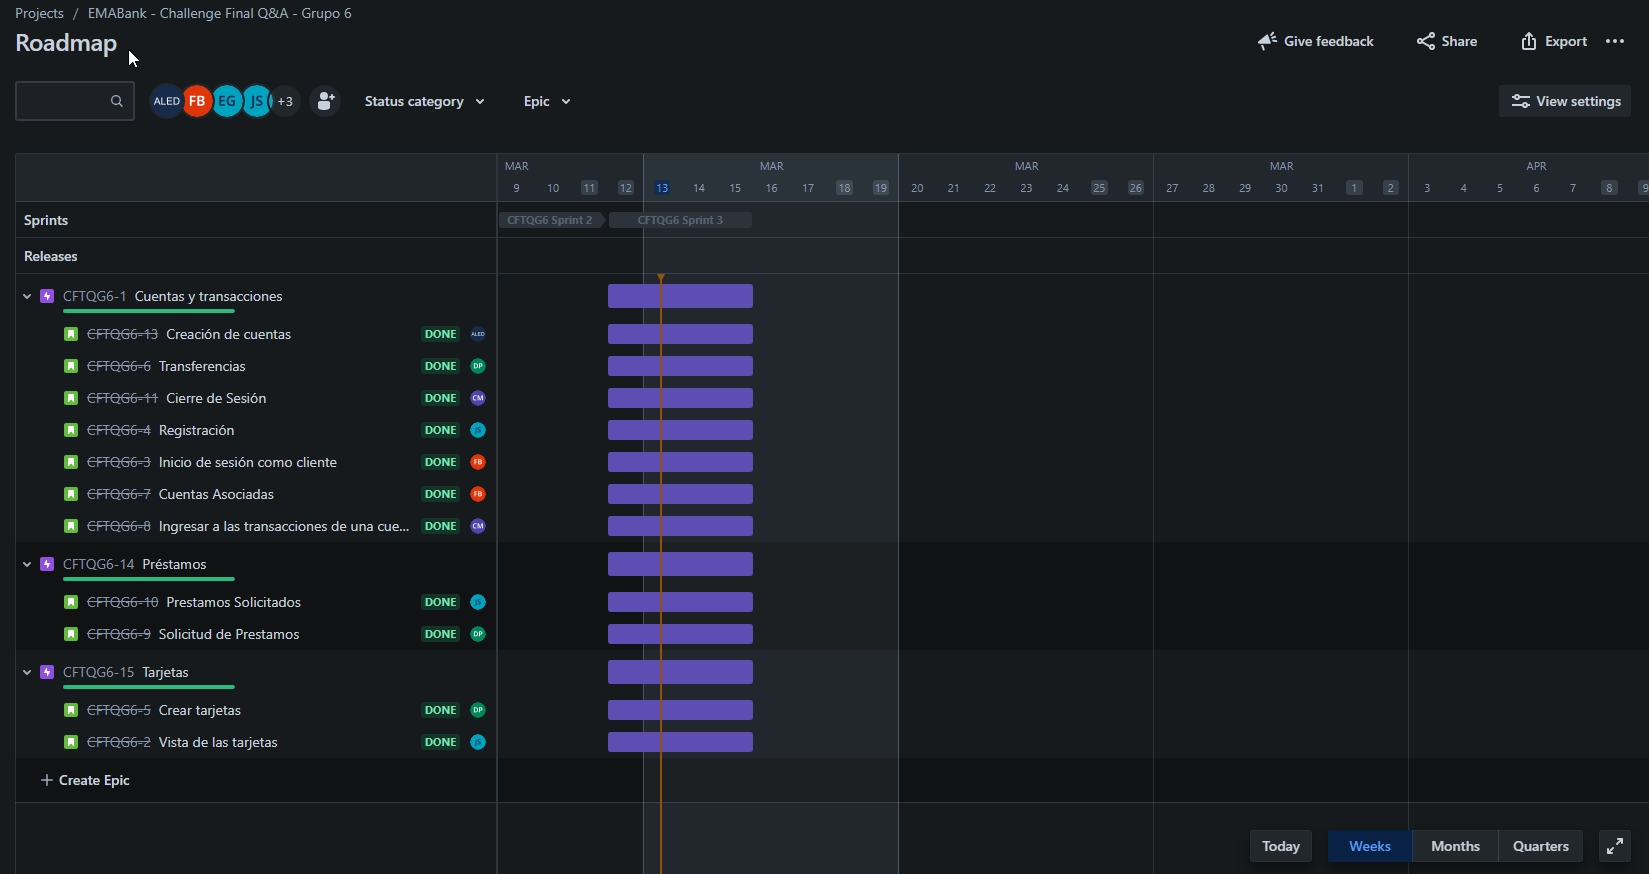 Projects / EMABank - Challenge Final Q&A - Grupo 6
Roadmap
Give feedback Share Export
ALED FB EG JS +3 Status category Epic View settings
MAR MAR MAR MAR APR
9 10 11 12 13 14 15 16 17 18 19 20 21 22 23 24 25 26 27 28 29 30 31 1 2 3 4 5 6 7 8 9
Sprints CFTQG6 Sprint 2 CFTQG6 Sprint 3
Releases
CFTQG6-1 Cuentas y transacciones
CFTQG6-13 Creación de cuentas DONE ALED
CFTQG6-6 Transferencias DONE DP
CFTQG6-11 Cierre de Sesión DONE CM
CFTQG6-4 Registración DONE JS
CFTQG6-3 Inicio de sesión como cliente DONE FB
CFTQG6-7 Cuentas Asociadas DONE FB
CFTQG6-8 Ingresar a las transacciones de una cue... DONE CM
CFTQG6-14 Préstamos
CFTQG6-10 Prestamos Solicitados DONE JS
CFTQG6-9 Solicitud de Prestamos DONE DP
CFTQG6-15 Tarjetas
CFTQG6-5 Crear tarjetas DONE DP
CFTQG6-2 Vista de las tarjetas DONE JS
+ Create Epic
Today Weeks Months Quarters